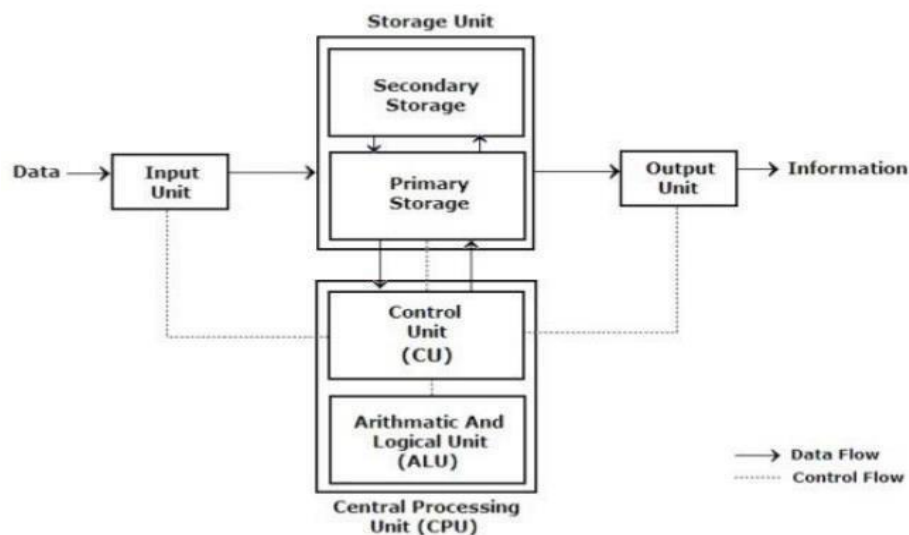 Storage Unit
Secondary
Storage
Data
Input
Unit
Primary
Storage
Output
Unit
Information
Control
Unit
(CU)
Arithmatic And
Logical Unit
(ALU)
Data Flow
Control Flow
Central Processing
Unit (CPU)